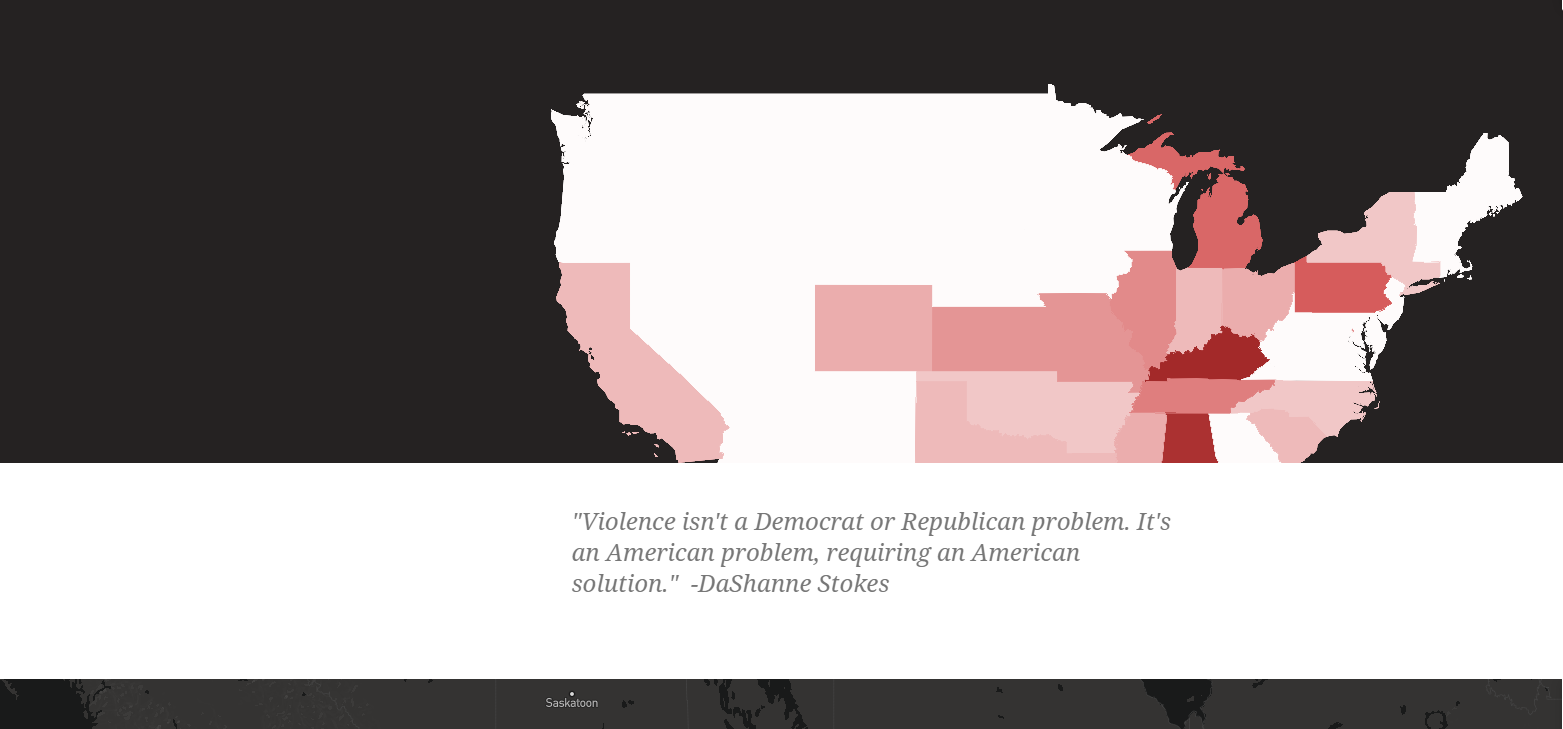 "Violence isn't a Democrat or Republican problem. It's
an American problem, requiring an American
solution."  -DaShanne Stokes
Saskatoon